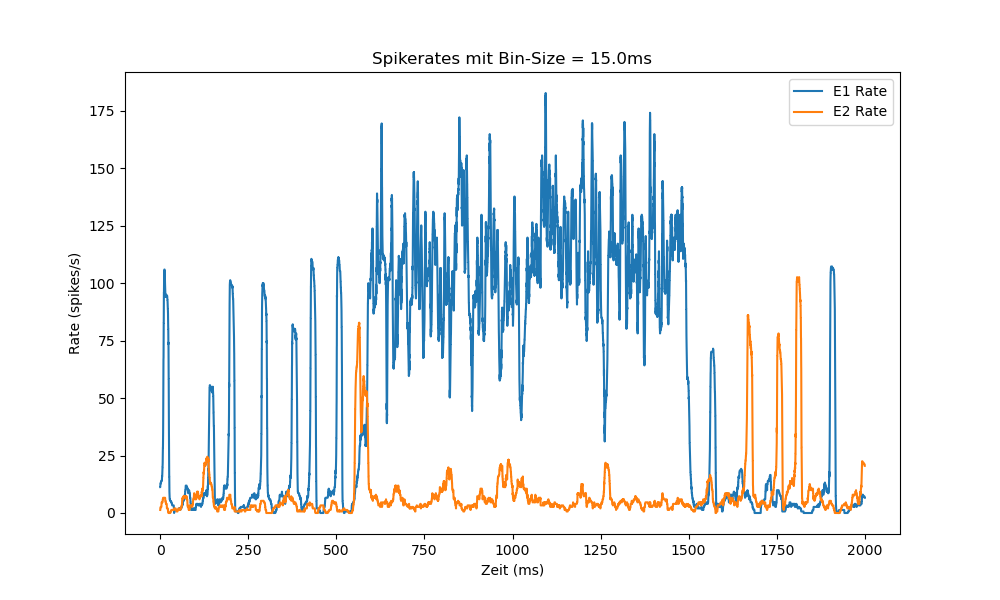 Spikerates mit Bin-Size = 15.0ms
E1 Rate
E2 Rate
Rate (spikes/s)
175
150
125
100
75
50
25
0
0 250 500 750 1000 1250 1500 1750 2000
Zeit (ms)